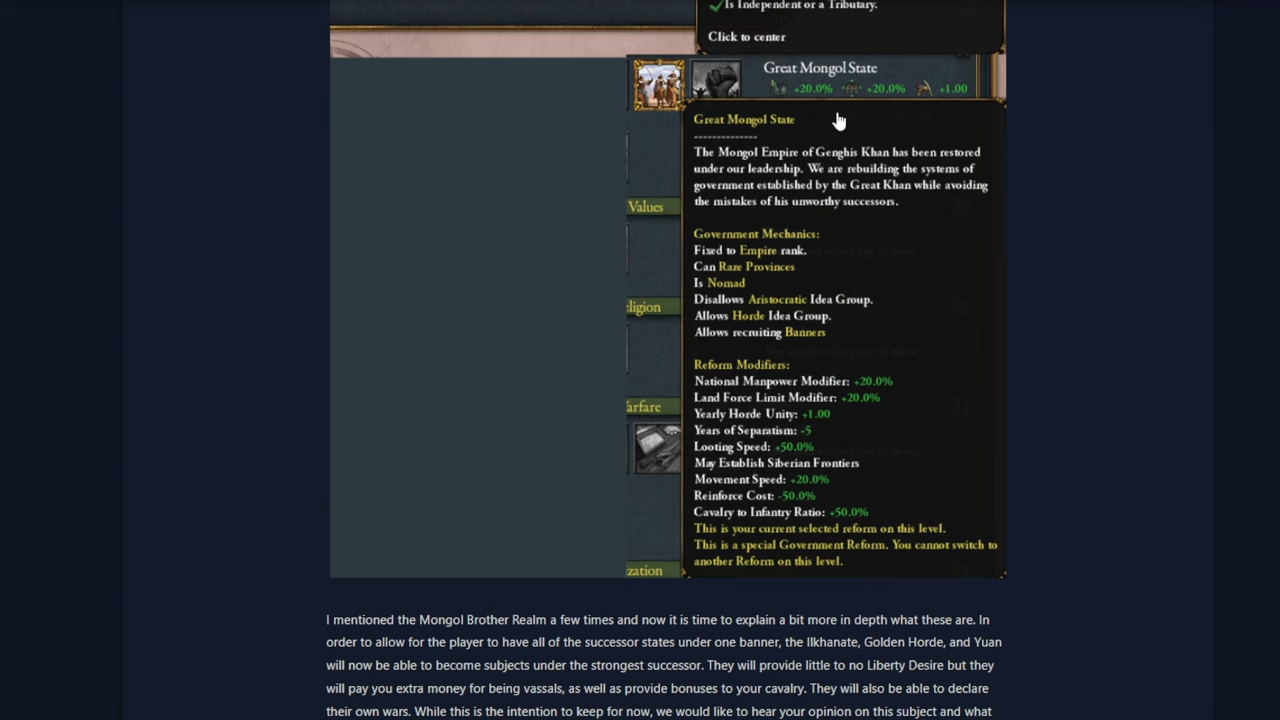 Is Independent or a Tributary.
Click to center
Great Mongol State
+20.0% +20.0% +1.00
Great Mongol State
--------------
The Mongol Empire of Genghis Khan has been restored
under our leadership. We are rebuilding the systems of
government established by the Great Khan while avoiding
the mistakes of his unworthy successors.
Values
Government Mechanics:
Fixed to Empire rank.
Can Raze Provinces
Is Nomad
Disallows Aristocratic Idea Group.
eligion
Allows Horde Idea Group.
Allows recruiting Banners
Reform Modifiers:
National Manpower Modifier: +20.0%
Land Force Limit Modifier: +20.0%
arfare
Yearly Horde Unity: +1.00
Years of Separatism: -5
Looting Speed: +50.0%
May Establish Siberian Frontiers
Movement Speed: +20.0%
Reinforce Cost: -50.0%
Cavalry to Infantry Ratio: +50.0%
This is your current selected reform on this level.
This is a special Government Reform. You cannot switch to
another Reform on this level.
zation
I mentioned the Mongol Brother Realm a few times and now it is time to explain a bit more in depth what these are. In
order to allow for the player to have all of the successor states under one banner, the Ilkhanate, Golden Horde, and Yuan
will now be able to become subjects under the strongest successor. They will provide little to no Liberty Desire but they
will pay you extra money for being vassals, as well as provide bonuses to your cavalry. They will also be able to declare
their own wars. While this is the intention to keep for now, we would like to hear your opinion on this subject and what